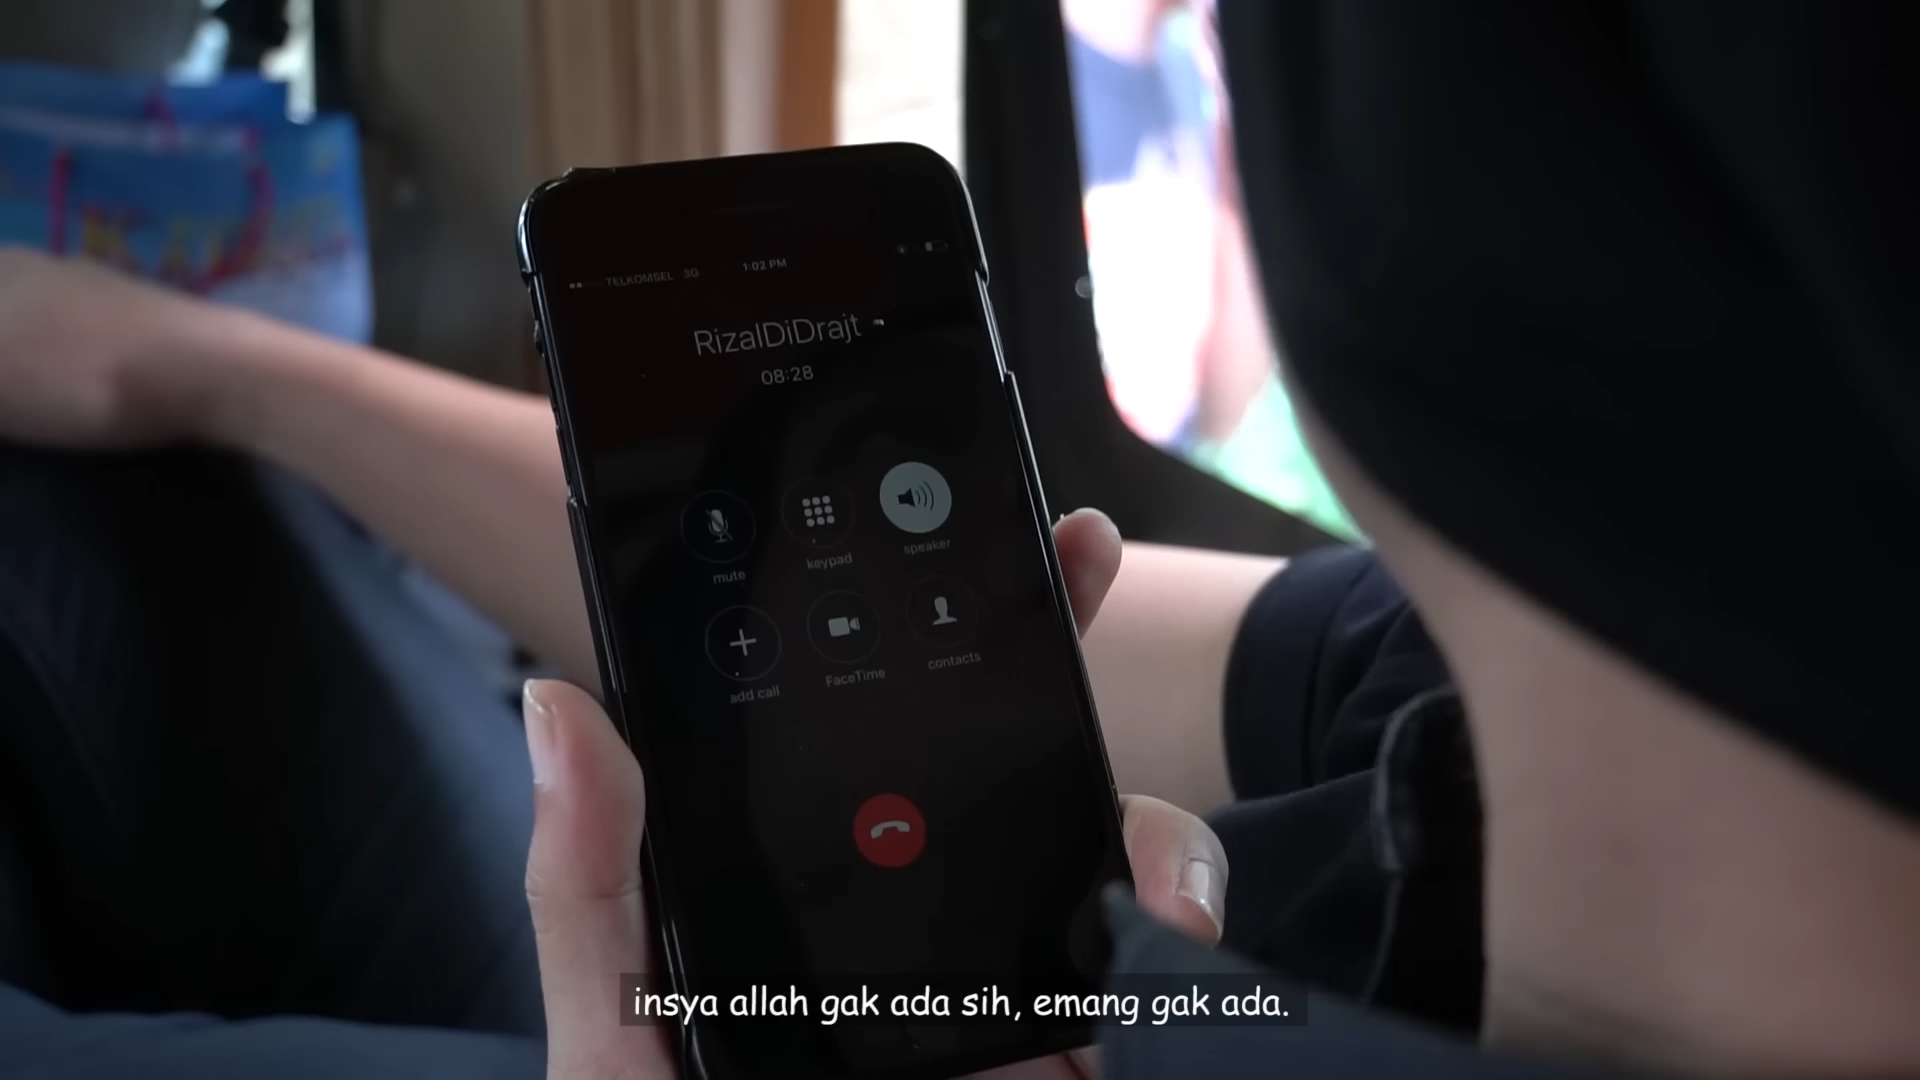 TELKOMSEL 3G 1:02 PM
RizalDiDrajt
08:28
mute
keypad
speaker
add call
FaceTime
contacts
insya allah gak ada sih, emang gak ada.